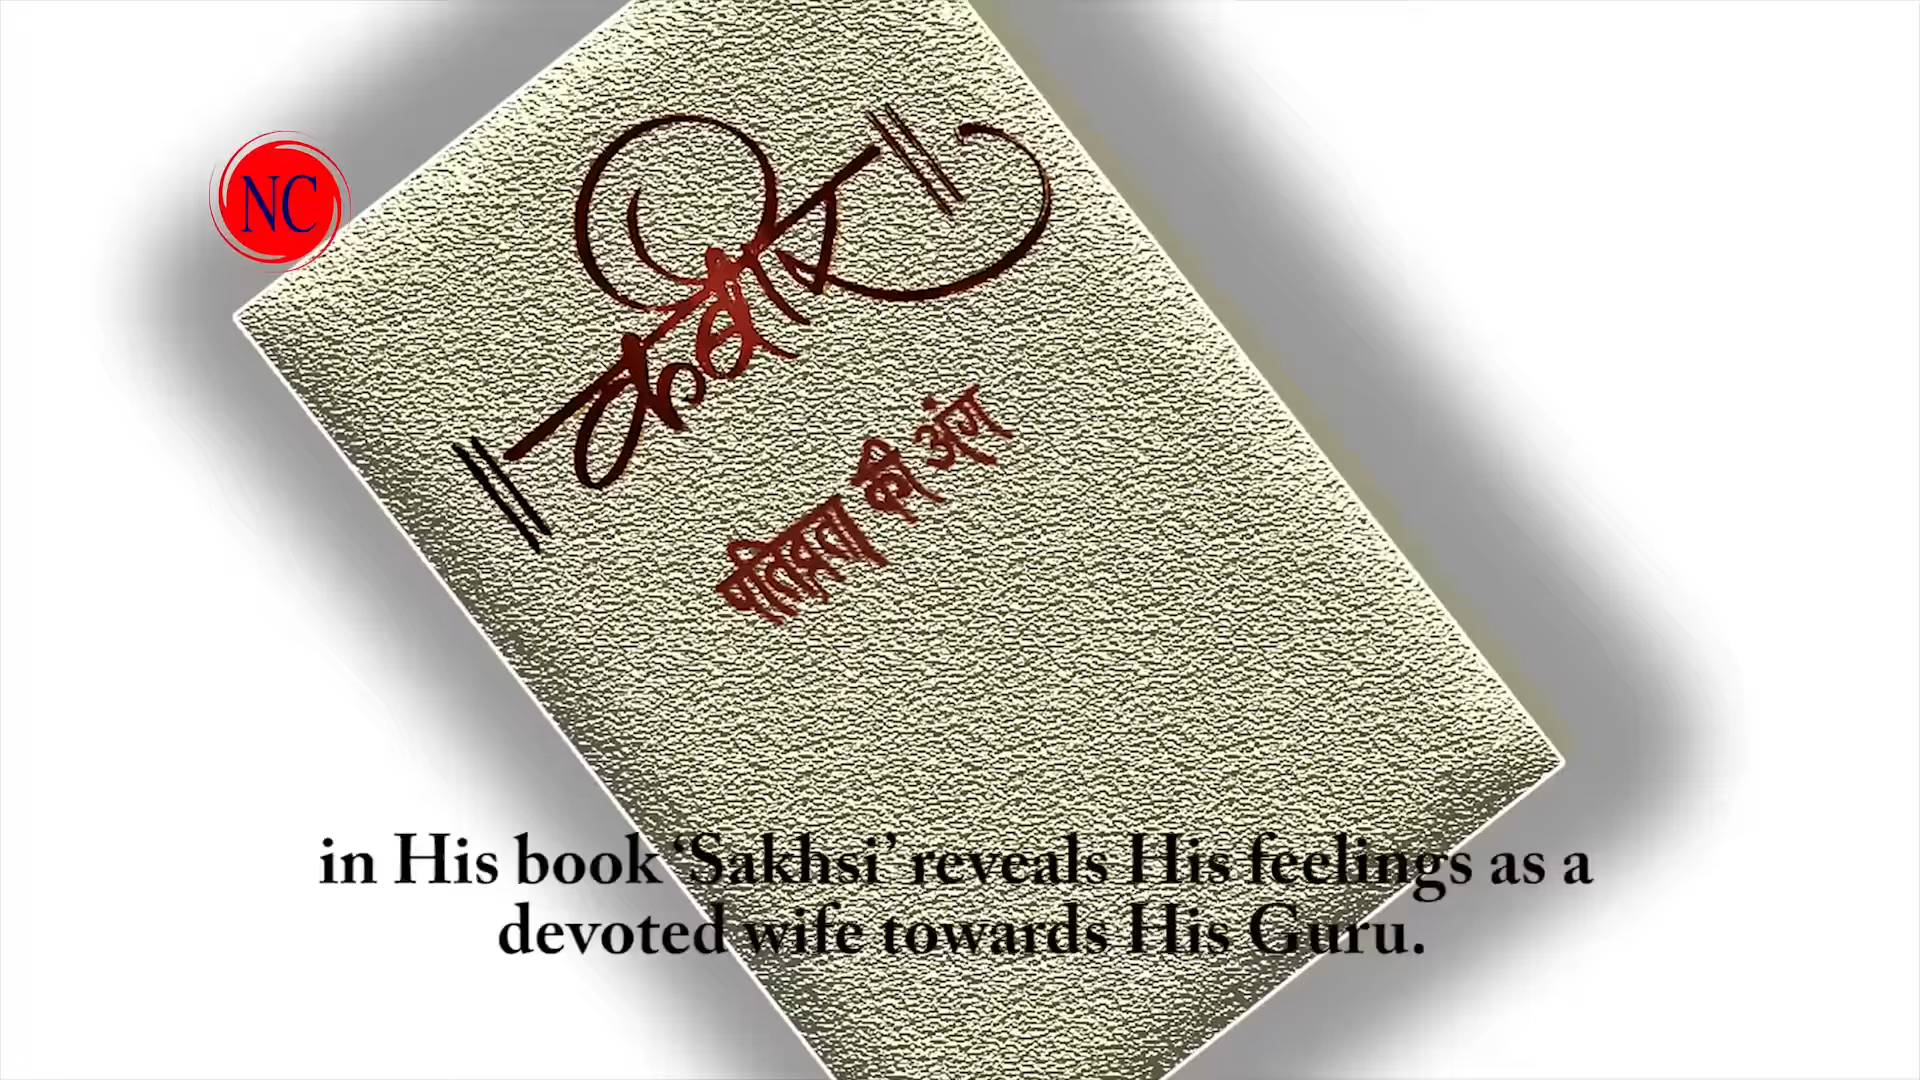 NC
॥ कबीर ॥
पतिव्रता की अंग
in His book ‘Sakhsi’ reveals His feelings as a
devoted wife towards His Guru.